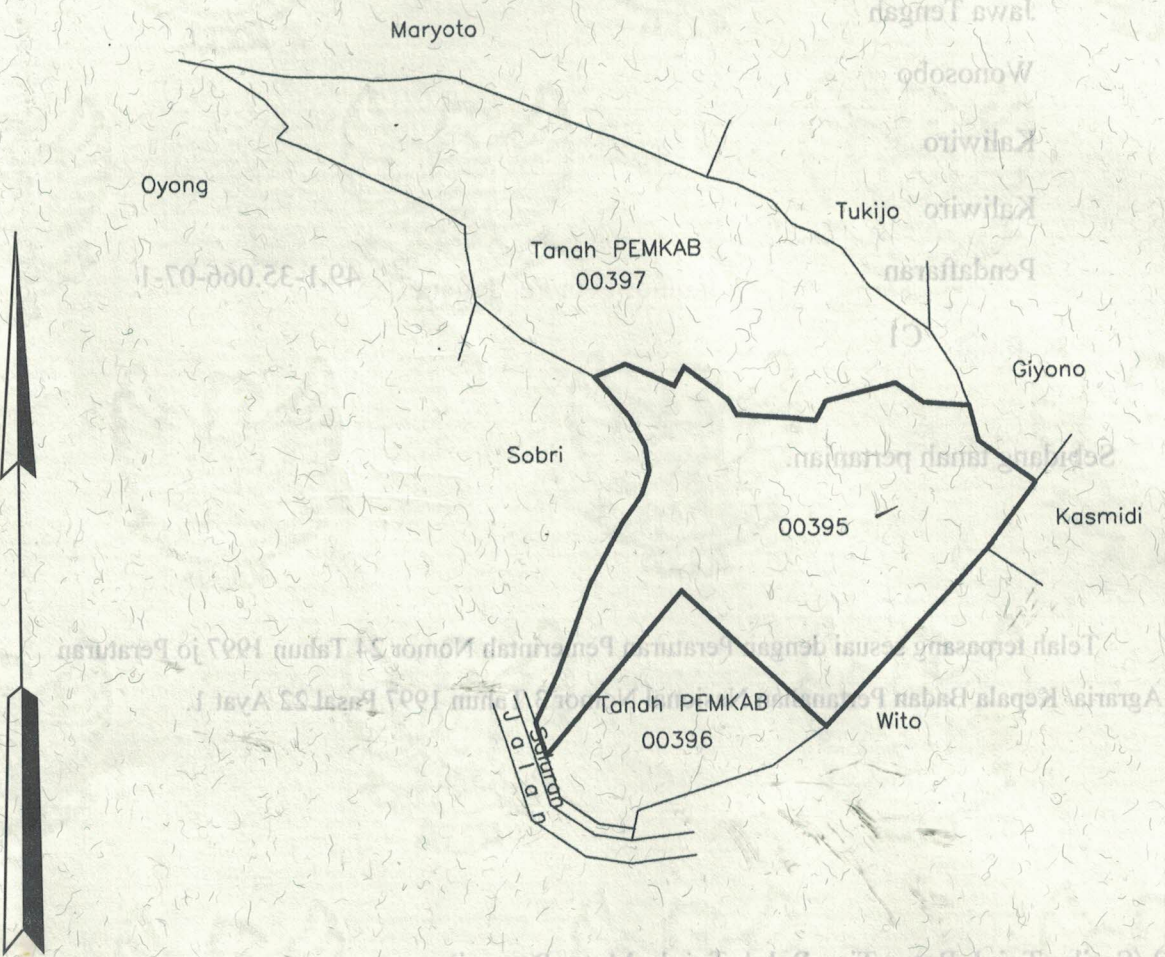 Jawa Tengah
Maryoto
Wonosobo
Kaliwiro
Oyong
Kaliwiro
Tukijo
Tanah PEMKAB
00397
Pendaftaran
49.1-35.066-07-1
C1
Giyono
Sobri
Sebidang tanah pertanian.
00395
Kasmidi
Telah terpasang sesuai dengan Peraturan Pemerintah Nomor 24 Tahun 1997 jo Peraturan
Agraria/ Kepala Badan Pertanahan Nasional Nomor 3 Tahun 1997 Pasal 22 Ayat 1.
Tanah PEMKAB
00396
Wito
Jalan
Saluran